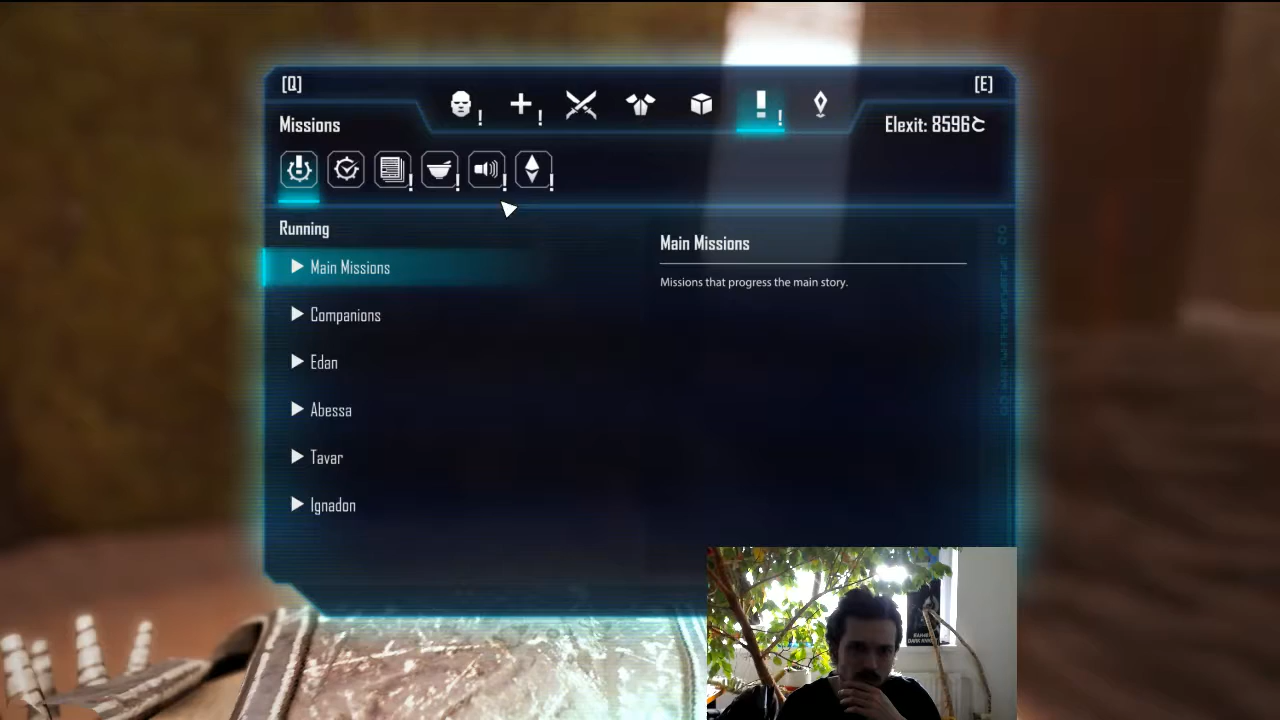 [Q]
[E]
Missions
Elexit: 8596
Running
Main Missions
Companions
Edan
Abessa
Tavar
Ignadon
Main Missions
Missions that progress the main story.